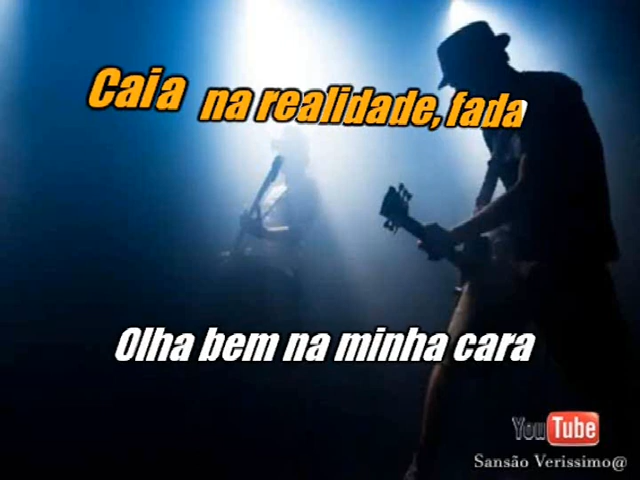 Caia na realidade, fada
Olha bem na minha cara
YouTube
Sansão Verissimo@